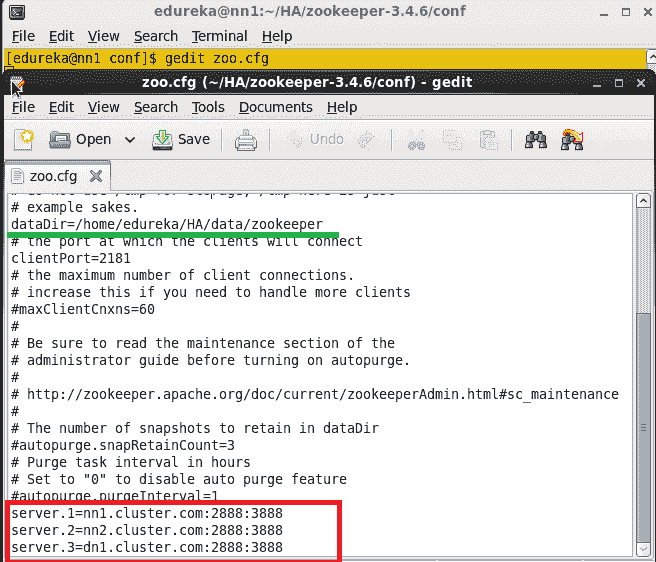 edureka@nn1:~/HA/zookeeper-3.4.6/conf
File Edit View Search Terminal Help
[edureka@nn1 conf]$ gedit zoo.cfg
zoo.cfg (~/HA/zookeeper-3.4.6/conf) - gedit
File Edit View Search Tools Documents Help
Open Save Undo
zoo.cfg
# example sakes.
dataDir=/home/edureka/HA/data/zookeeper
# the port at which the clients will connect
clientPort=2181
# the maximum number of client connections.
# increase this if you need to handle more clients
#maxClientCnxns=60
#
# Be sure to read the maintenance section of the
# administrator guide before turning on autopurge.
#
# http://zookeeper.apache.org/doc/current/zookeeperAdmin.html#sc_maintenance
#
# The number of snapshots to retain in dataDir
#autopurge.snapRetainCount=3
# Purge task interval in hours
# Set to "0" to disable auto purge feature
#autopurge.purgeInterval=1
server.1=nn1.cluster.com:2888:3888
server.2=nn2.cluster.com:2888:3888
server.3=dn1.cluster.com:2888:3888